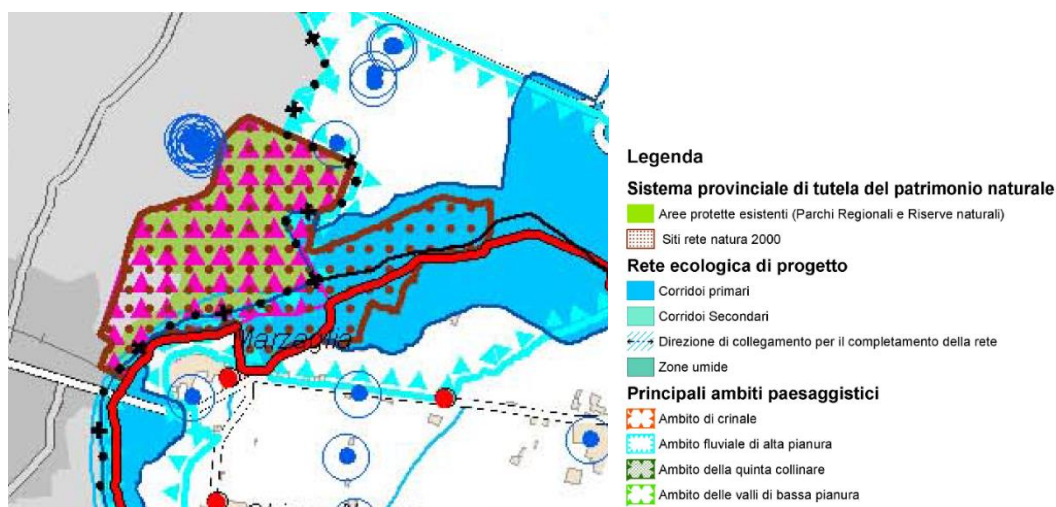 Marzaglia
Legenda
Sistema provinciale di tutela del patrimonio naturale
Aree protette esistenti (Parchi Regionali e Riserve naturali)
Siti rete natura 2000
Rete ecologica di progetto
Corridoi primari
Corridoi Secondari
Direzione di collegamento per il completamento della rete
Zone umide
Principali ambiti paesaggistici
Ambito di crinale
Ambito fluviale di alta pianura
Ambito della quinta collinare
Ambito delle valli di bassa pianura